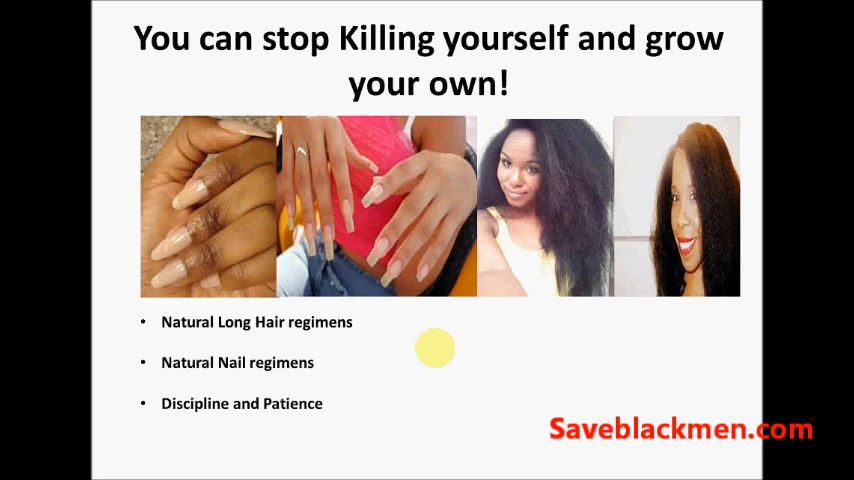 You can stop Killing yourself and grow
your own!
• Natural Long Hair regimens
• Natural Nail regimens
• Discipline and Patience
Saveblackmen.com